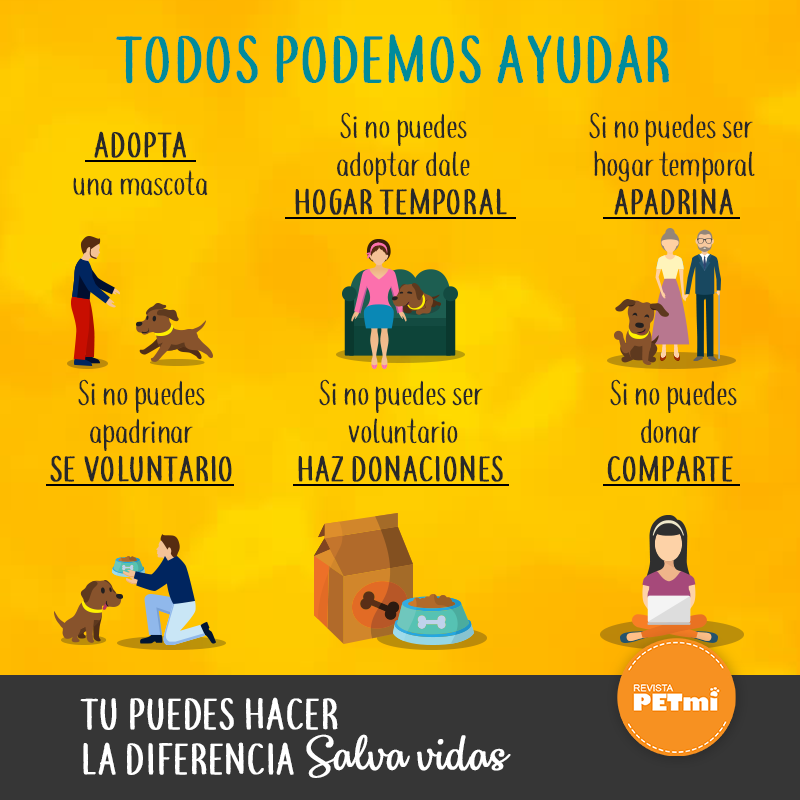 TODOS PODEMOS AYUDAR
ADOPTA
una mascota
Si no puedes
adoptar dale
HOGAR TEMPORAL
Si no puedes ser
hogar temporal
APADRINA
Si no puedes
apadrinar
SE VOLUNTARIO
Si no puedes ser
voluntario
HAZ DONACIONES
Si no puedes
donar
COMPARTE
TU PUEDES HACER
LA DIFERENCIA Salva vidas
REVISTA
PETmi